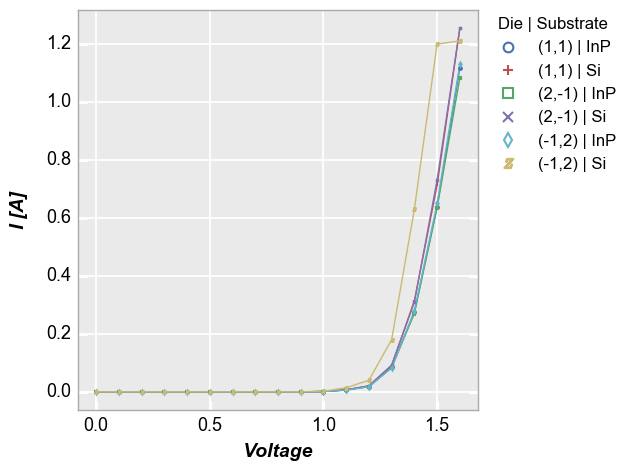 Die | Substrate
(1,1) | InP
(1,1) | Si
(2,-1) | InP
(2,-1) | Si
(-1,2) | InP
(-1,2) | Si
I [A]
1.2
1.0
0.8
0.6
0.4
0.2
0.0
0.0 0.5 1.0 1.5
Voltage